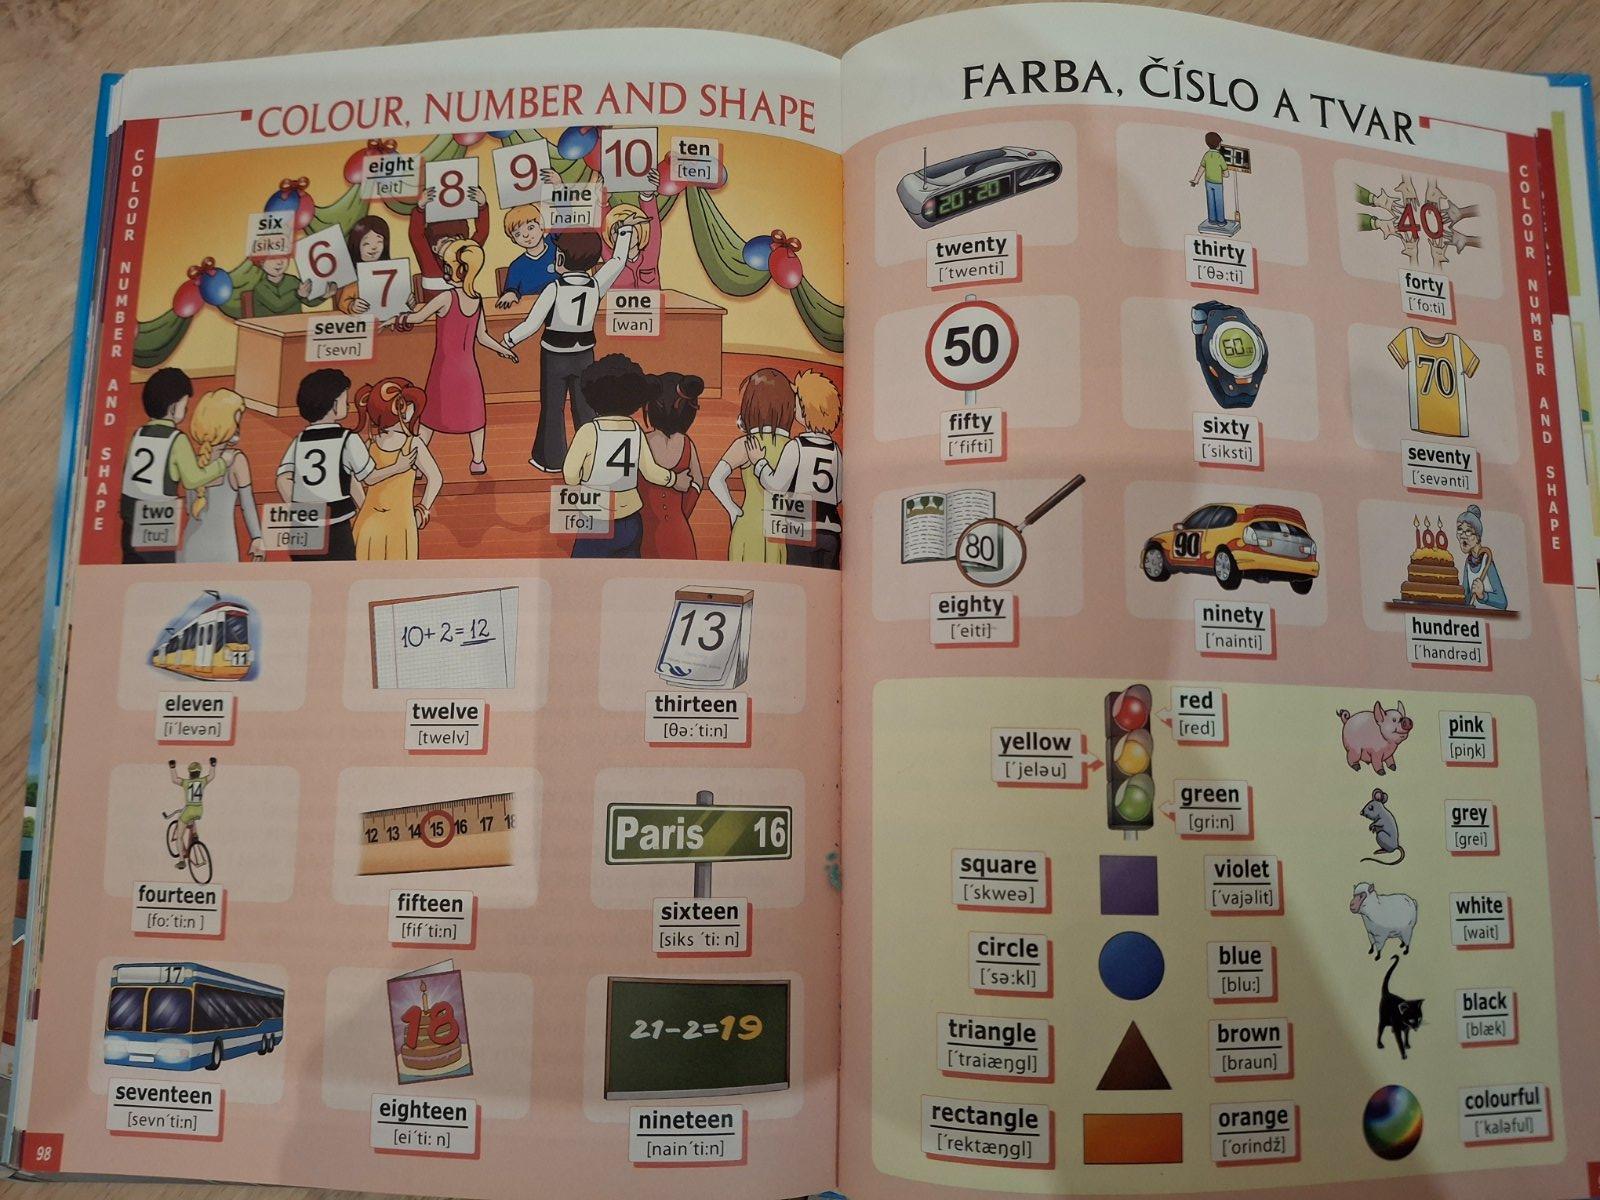 COLOUR, NUMBER AND SHAPE
COLOUR NUMBER AND SHAPE
eight
[eit]
8
9
nine
[nain]
10
ten
[ten]
six
[siks]
6
7
seven
[´sevn]
1
one
[wan]
2
two
[tu:]
3
three
[θri:]
4
four
[fo:]
5
five
[faiv]
11
eleven
[i´levən]
10+2=12
twelve
[twelv]
13
thirteen
[θə:´ti:n]
14
fourteen
[fo:´ti:n ]
12 13 14 15 16 17 18
fifteen
[fif´ti:n]
Paris 16
sixteen
[siks ´ti: n]
17
seventeen
[sevn´ti:n]
18
eighteen
[ei´ti: n]
21-2=19
nineteen
[nain´ti:n]
98
FARBA, ČÍSLO A TVAR
COLOUR NUMBER AND SHAPE
20:20
twenty
[´twenti]
30
thirty
[´θə:ti]
40
forty
[´fo:ti]
50
fifty
[´fifti]
60
sixty
[´siksti]
70
seventy
[´sevənti]
80
eighty
[´eiti]
90
ninety
[´nainti]
100
hundred
[´handrəd]
red
[red]
yellow
[´jeləu]
green
[gri:n]
pink
[piŋk]
grey
[grei]
square
[´skweə]
violet
[´vajəlit]
white
[wait]
circle
[´sə:kl]
blue
[blu:]
black
[blæk]
triangle
[´traiæŋgl]
brown
[braun]
rectangle
[´rektæŋgl]
orange
[´orindž]
colourful
[´kaləful]